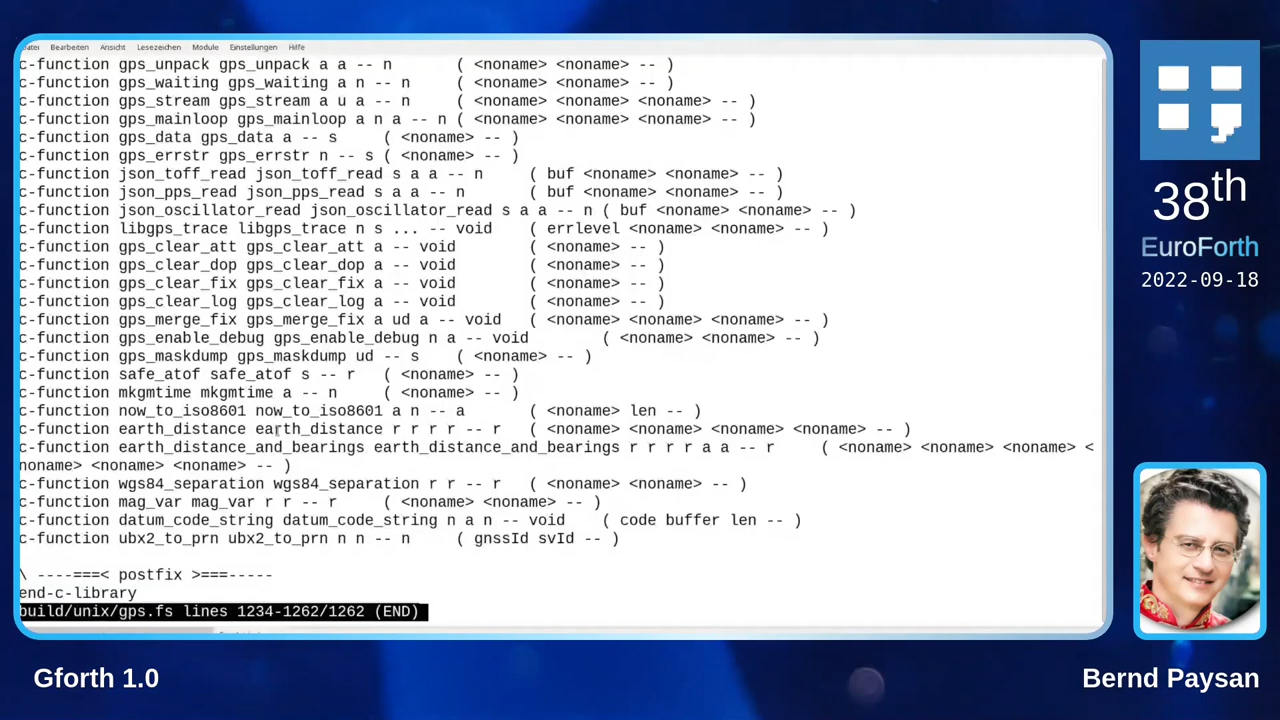 Datei Bearbeiten Ansicht Lesezeichen Module Einstellungen Hilfe
c-function gps_unpack gps_unpack a a -- n ( <noname> <noname> -- )
c-function gps_waiting gps_waiting a n -- n ( <noname> <noname> -- )
c-function gps_stream gps_stream a u a -- n ( <noname> <noname> <noname> -- )
c-function gps_mainloop gps_mainloop a n a -- n ( <noname> <noname> <noname> -- )
c-function gps_data gps_data a -- s ( <noname> -- )
c-function gps_errstr gps_errstr n -- s ( <noname> -- )
c-function json_toff_read json_toff_read s a a -- n ( buf <noname> <noname> -- )
c-function json_pps_read json_pps_read s a a -- n ( buf <noname> <noname> -- )
c-function json_oscillator_read json_oscillator_read s a a -- n ( buf <noname> <noname> -- )
c-function libgps_trace libgps_trace n s ... -- void ( errlevel <noname> <noname> -- )
c-function gps_clear_att gps_clear_att a -- void ( <noname> -- )
c-function gps_clear_dop gps_clear_dop a -- void ( <noname> -- )
c-function gps_clear_fix gps_clear_fix a -- void ( <noname> -- )
c-function gps_clear_log gps_clear_log a -- void ( <noname> -- )
c-function gps_merge_fix gps_merge_fix a ud a -- void ( <noname> <noname> <noname> -- )
c-function gps_enable_debug gps_enable_debug n a -- void ( <noname> <noname> -- )
c-function gps_maskdump gps_maskdump ud -- s ( <noname> -- )
c-function safe_atof safe_atof s -- r ( <noname> -- )
c-function mkgmtime mkgmtime a -- n ( <noname> -- )
c-function now_to_iso8601 now_to_iso8601 a n -- a ( <noname> len -- )
c-function earth_distance earth_distance r r r r -- r ( <noname> <noname> <noname> <noname> -- )
c-function earth_distance_and_bearings earth_distance_and_bearings r r r r a a -- r ( <noname> <noname> <noname> <
noname> <noname> <noname> -- )
c-function wgs84_separation wgs84_separation r r -- r ( <noname> <noname> -- )
c-function mag_var mag_var r r -- r ( <noname> <noname> -- )
c-function datum_code_string datum_code_string n a n -- void ( code buffer len -- )
c-function ubx2_to_prn ubx2_to_prn n n -- n ( gnssId svId -- )
\ ----===< postfix >===-----
end-c-library
build/unix/gps.fs lines 1234-1262/1262 (END)
38th
EuroForth
2022-09-18
Gforth 1.0
Bernd Paysan